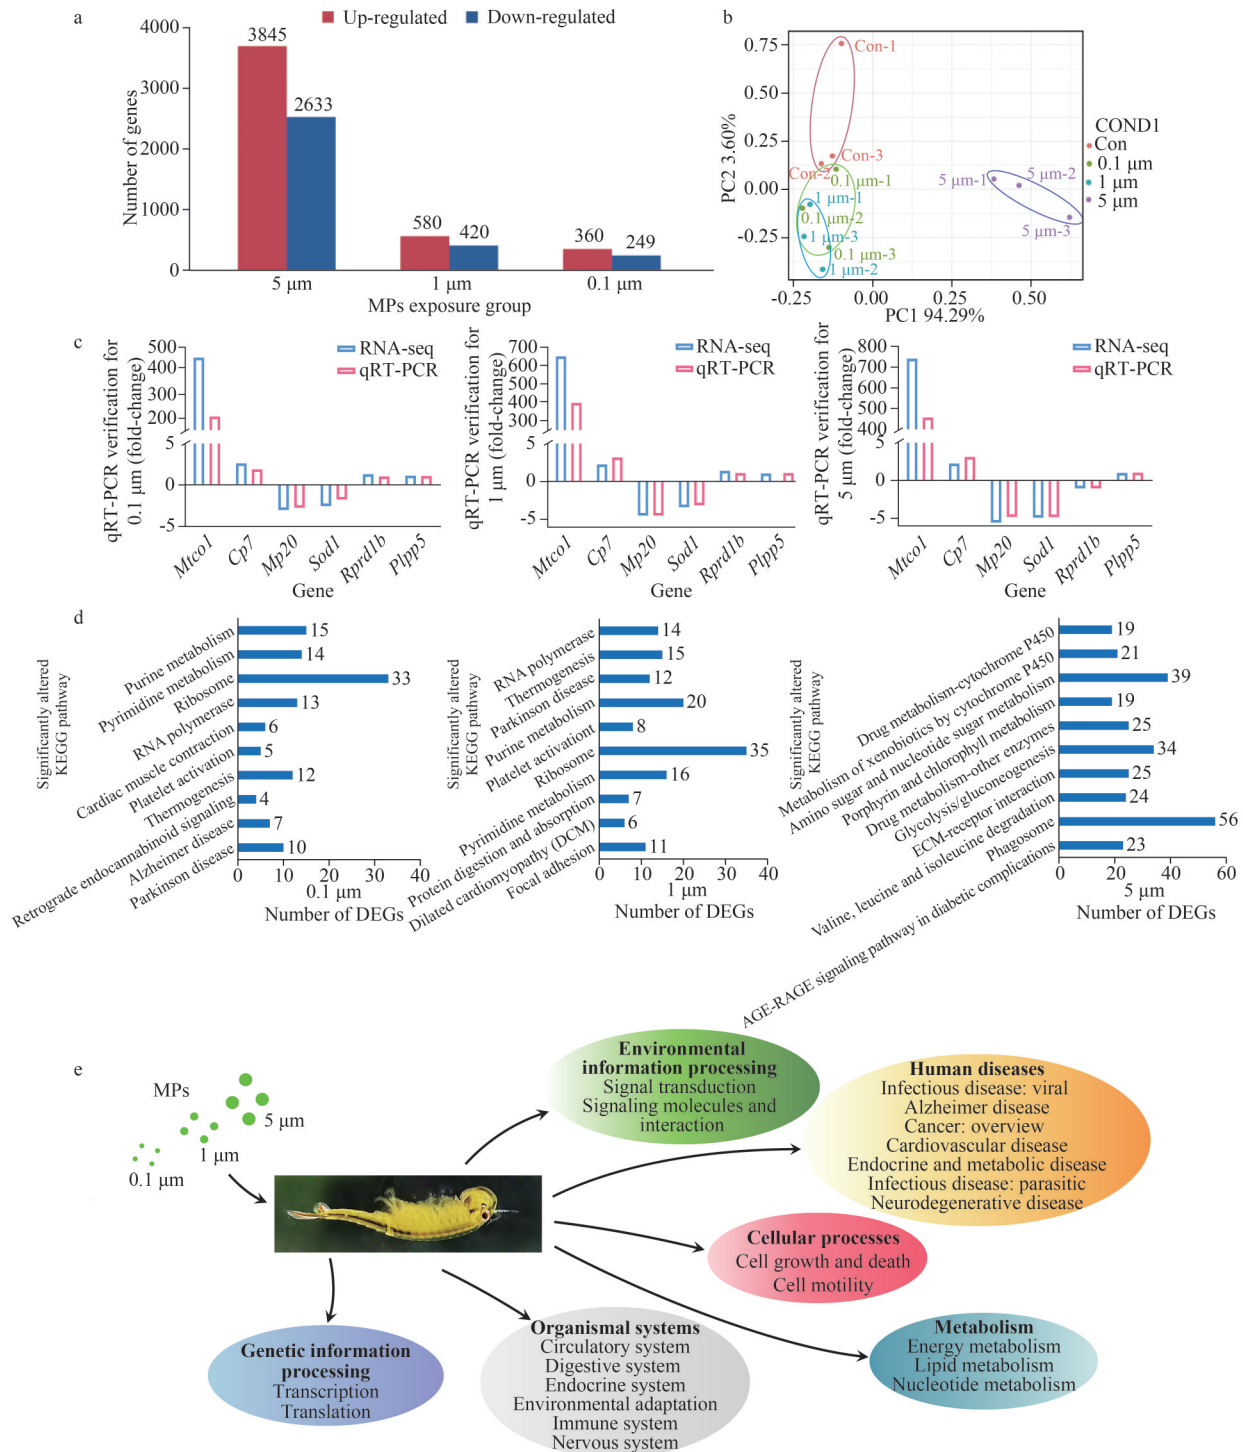 a
Up-regulated
Down-regulated
Number of genes
4000
3000
2000
1000
0
3845
2633
580
420
360
249
5 μm
1 μm
0.1 μm
MPs exposure group
b
PC2 3.60%
0.75
0.50
0.25
0.00
-0.25
Con-1
Con-3
Con-2
0.1 μm-1
1 μm-1
0.1 μm-2
1 μm-3
0.1 μm-3
1 μm-2
5 μm-1
5 μm-2
5 μm-3
-0.25
0.00
0.25
0.50
PC1 94.29%
COND1
Con
0.1 μm
1 μm
5 μm
c
qRT-PCR verification for
0.1 μm (fold-change)
500
400
300
200
5
0
-5
RNA-seq
qRT-PCR
Mtco1
Cp7
Mp20
Sod1
Rprd1b
Plpp5
Gene
qRT-PCR verification for
1 μm (fold-change)
700
600
500
400
300
5
0
-5
RNA-seq
qRT-PCR
Mtco1
Cp7
Mp20
Sod1
Rprd1b
Plpp5
Gene
qRT-PCR verification for
5 μm (fold-change)
800
700
600
500
400
5
0
-5
RNA-seq
qRT-PCR
Mtco1
Cp7
Mp20
Sod1
Rprd1b
Plpp5
Gene
d
Significantly altered
KEGG pathway
Purine metabolism
15
Pyrimidine metabolism
14
Ribosome
33
RNA polymerase
13
Cardiac muscle contraction
6
Platelet activation
5
Thermogenesis
12
Retrograde endocannabinoid signaling
4
Alzheimer disease
7
Parkinson disease
10
0
10
20
30
40
0.1 μm
Number of DEGs
Significantly altered
KEGG pathway
RNA polymerase
14
Thermogenesis
15
Parkinson disease
12
Purine metabolism
20
Platelet activationt
8
Ribosome
35
Pyrimidine metabolism
16
Protein digestion and absorption
7
Dilated cardiomyopathy (DCM)
6
Focal adhesion
11
0
10
20
30
40
1 μm
Number of DEGs
Significantly altered
KEGG pathway
Drug metabolism-cytochrome P450
19
Metabolism of xenobiotics by cytochrome P450
21
Amino sugar and nucleotide sugar metabolism
39
Porphyrin and chlorophyll metabolism
19
Drug metabolism-other enzymes
25
Glycolysis/gluconeogenesis
34
ECM-receptor interaction
25
Valine, leucine and isoleucine degradation
24
Phagosome
56
AGE-RAGE signaling pathway in diabetic complications
23
0
20
40
60
5 μm
Number of DEGs
e
MPs
5 μm
1 μm
0.1 μm
Environmental
information processing
Signal transduction
Signaling molecules and
interaction
Human diseases
Infectious disease: viral
Alzheimer disease
Cancer: overview
Cardiovascular disease
Endocrine and metabolic disease
Infectious disease: parasitic
Neurodegenerative disease
Cellular processes
Cell growth and death
Cell motility
Metabolism
Energy metabolism
Lipid metabolism
Nucleotide metabolism
Organismal systems
Circulatory system
Digestive system
Endocrine system
Environmental adaptation
Immune system
Nervous system
Genetic information
processing
Transcription
Translation